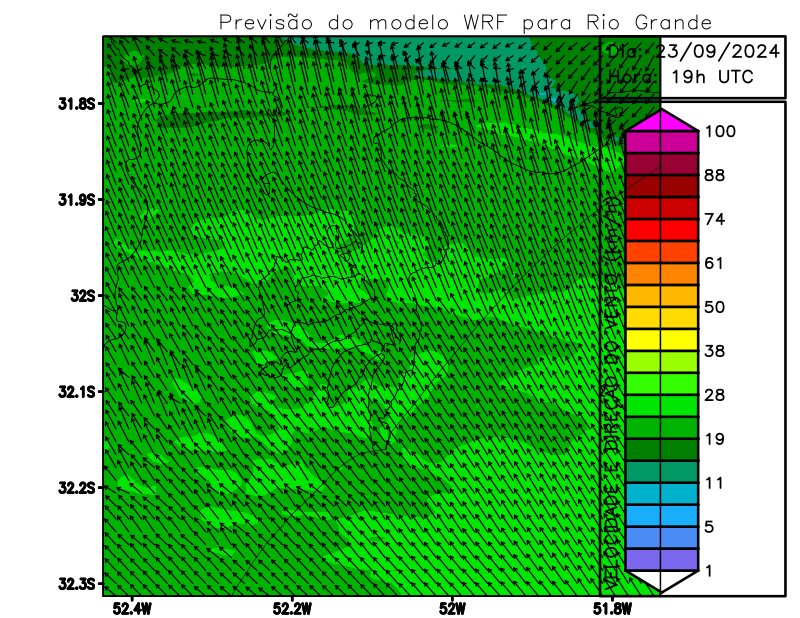 Previsão do modelo WRF para Rio Grande
Dia: 23/09/2024
Hora: 19h UTC
31.8S
31.9S
32S
32.1S
32.2S
32.3S
52.4W
52.2W
52W
51.8W
VELOCIDADE E DIREÇÃO DO VENTO (km/h)
100
88
74
61
50
38
28
19
11
5
1